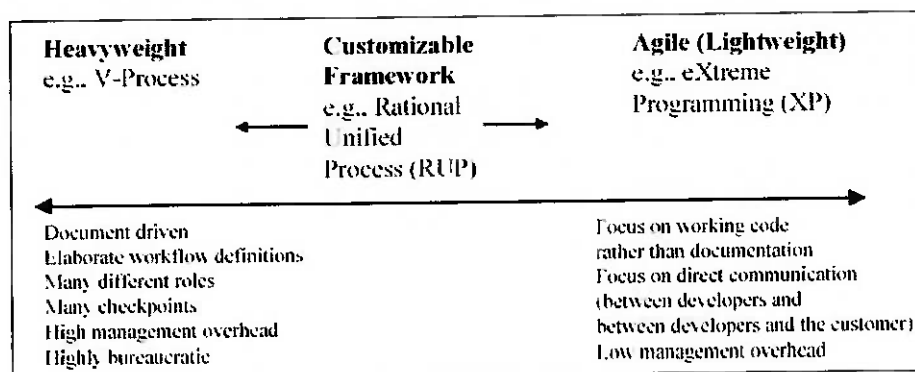 Heavyweight
e.g.. V-Process
Customizable
Framework
e.g.. Rational
Unified
Process (RUP)
Agile (Lightweight)
e.g.. eXtreme
Programming (XP)
Document driven
Elaborate workflow definitions
Many different roles
Many checkpoints
High management overhead
Highly bureaucratic
Focus on working code
rather than documentation
Focus on direct communication
(between developers and
between developers and the customer)
Low management overhead